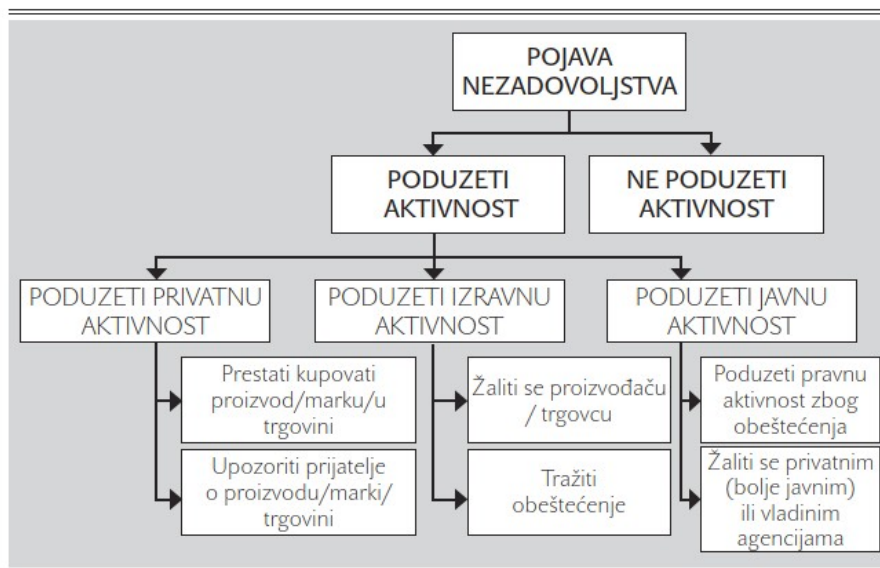 POJAVA
NEZADOVOLJSTVA
PODUZETI
AKTIVNOST
NE PODUZETI
AKTIVNOST
PODUZETI PRIVATNU
AKTIVNOST
PODUZETI IZRAVNU
AKTIVNOST
PODUZETI JAVNU
AKTIVNOST
Prestati kupovati
proizvod/marku/u
trgovini
Upozoriti prijatelje
o proizvodu/marki/
trgovini
Žaliti se proizvođaču
/ trgovcu
Tražiti
obeštećenje
Poduzeti pravnu
aktivnost zbog
obeštećenja
Žaliti se privatnim
(bolje javnim)
ili vladinim
agencijama